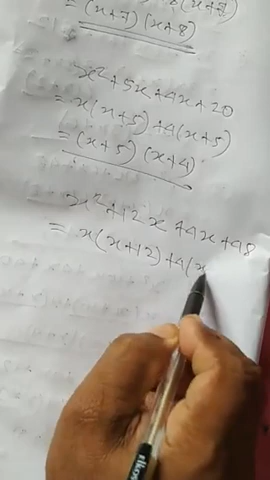 = (x+7) (x+8)
x²+5x+4x+20
= x(x+5)+4(x+5)
= (x+5) (x+4)
x²+12x+4x+48
= x(x+12)+4(x